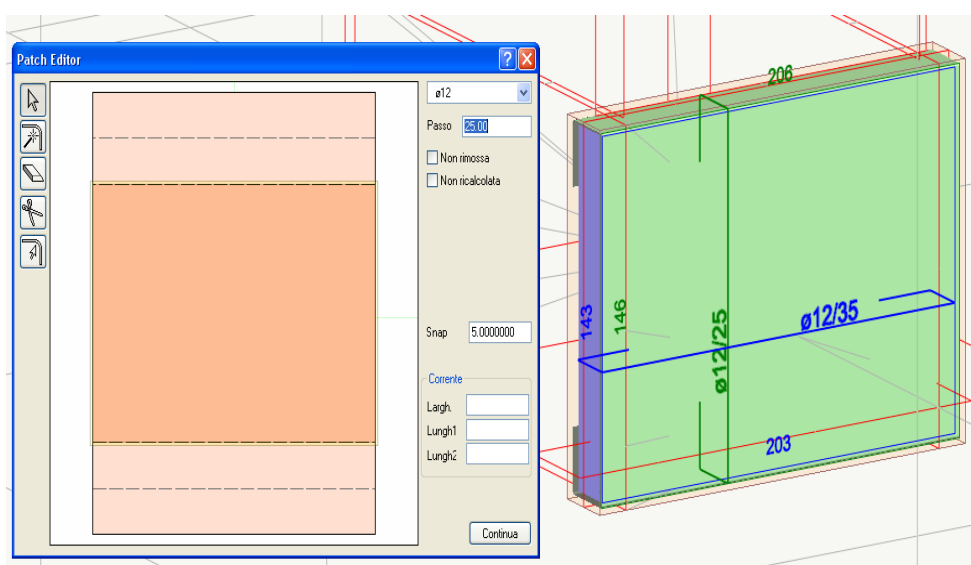 Patch Editor
ø12
Passo 25.00
Non rimossa
Non ricalcolata
Snap 5.0000000
Corrente
Largh.
Lungh1
Lungh2
Continua
206
143
146
ø12/25
ø12/35
203